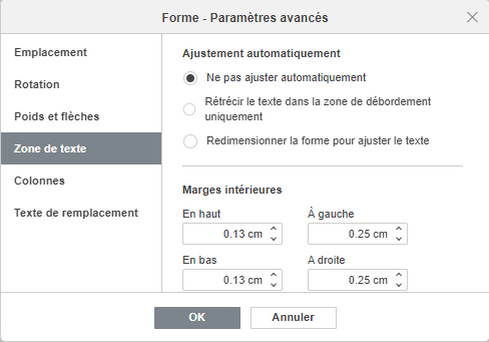 Forme - Paramètres avancés
Emplacement
Rotation
Poids et flèches
Zone de texte
Colonnes
Texte de remplacement
Ajustement automatiquement
Ne pas ajuster automatiquement
Rétrécir le texte dans la zone de débordement
uniquement
Redimensionner la forme pour ajuster le texte
Marges intérieures
En haut
À gauche
0.13 cm
0.25 cm
En bas
A droite
0.13 cm
0.25 cm
OK
Annuler